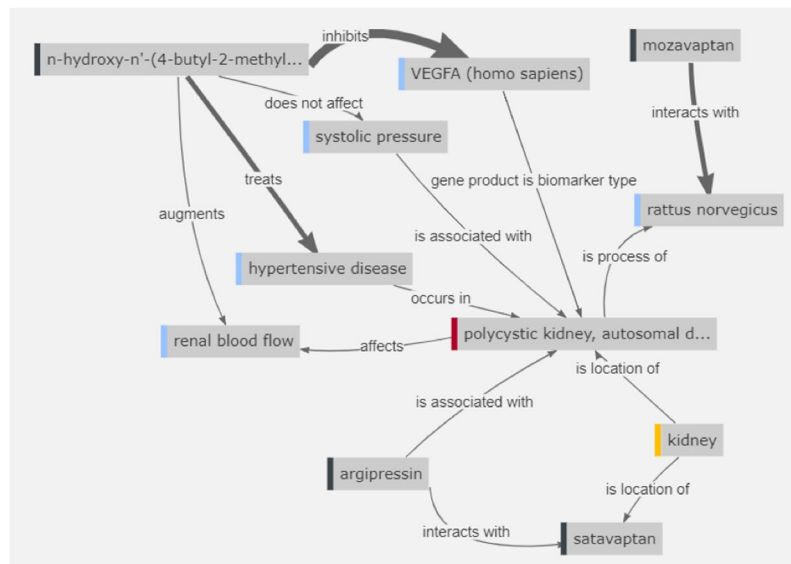 inhibits
mozavaptan
n-hydroxy-n'-(4-butyl-2-methyl...
VEGFA (homo sapiens)
does not affect
interacts with
systolic pressure
treats
gene product is biomarker type
augments
rattus norvegicus
is associated with
is process of
hypertensive disease
occurs in
renal blood flow
affects
polycystic kidney, autosomal d...
is location of
is associated with
kidney
argipressin
is location of
interacts with
satavaptan